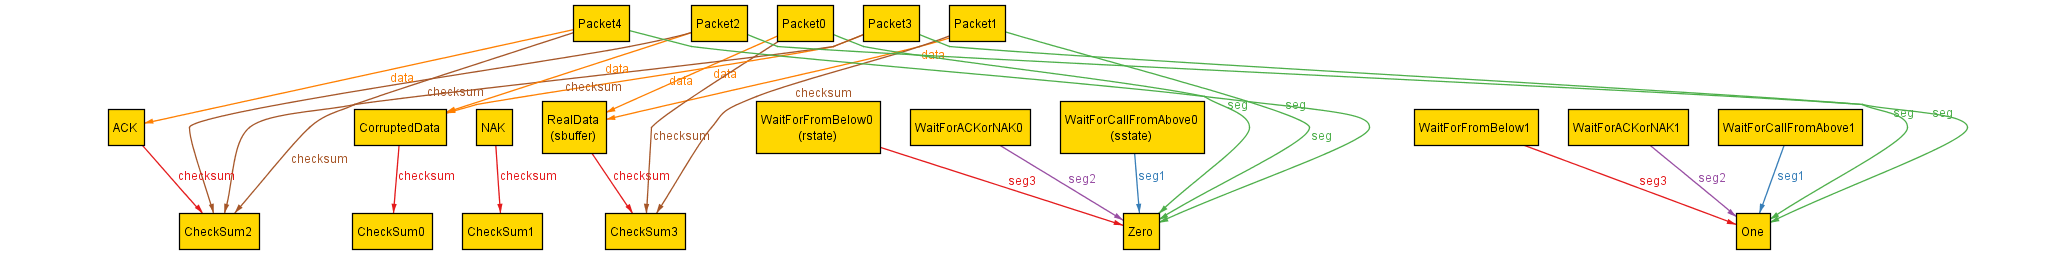 Packet4
Packet2
Packet0
Packet3
Packet1
data
data
data
data
data
checksum
checksum
checksum
seg
seg
seg
seg
ACK
CorruptedData
NAK
RealData
(sbuffer)
WaitForFromBelow0
(rstate)
WaitForACKorNAK0
WaitForCallFromAbove0
(sstate)
WaitForFromBelow1
WaitForACKorNAK1
WaitForCallFromAbove1
checksum
seg
checksum
checksum
checksum
checksum
checksum
seg3
seg2
seg1
seg3
seg2
seg1
CheckSum2
CheckSum0
CheckSum1
CheckSum3
Zero
One